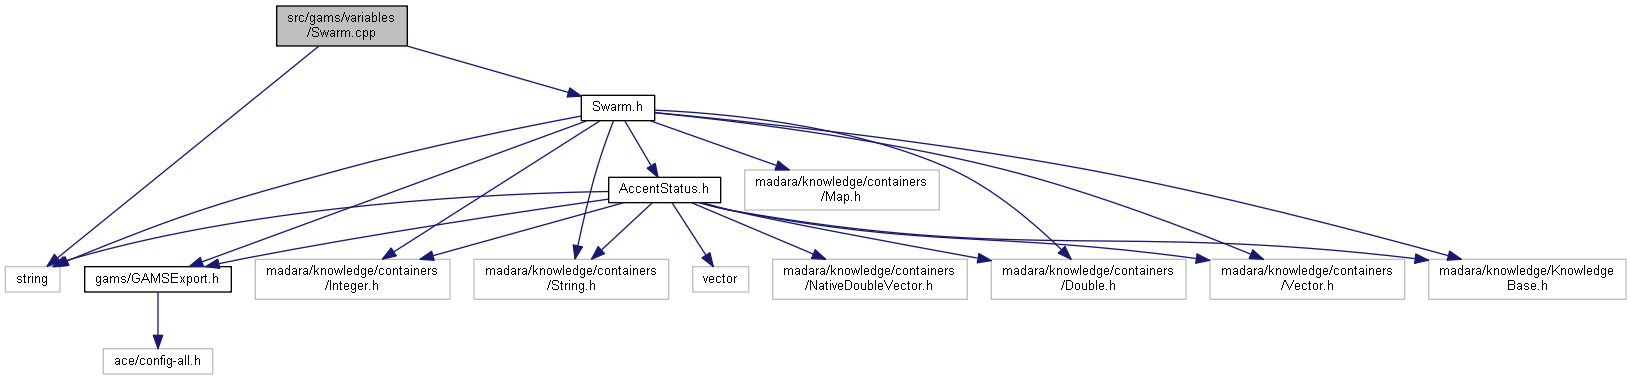 src/gams/variables
/Swarm.cpp
Swarm.h
AccentStatus.h
madara/knowledge/containers
/Map.h
string
gams/GAMSExport.h
madara/knowledge/containers
/Integer.h
madara/knowledge/containers
/String.h
vector
madara/knowledge/containers
/NativeDoubleVector.h
madara/knowledge/containers
/Double.h
madara/knowledge/containers
/Vector.h
madara/knowledge/Knowledge
Base.h
ace/config-all.h